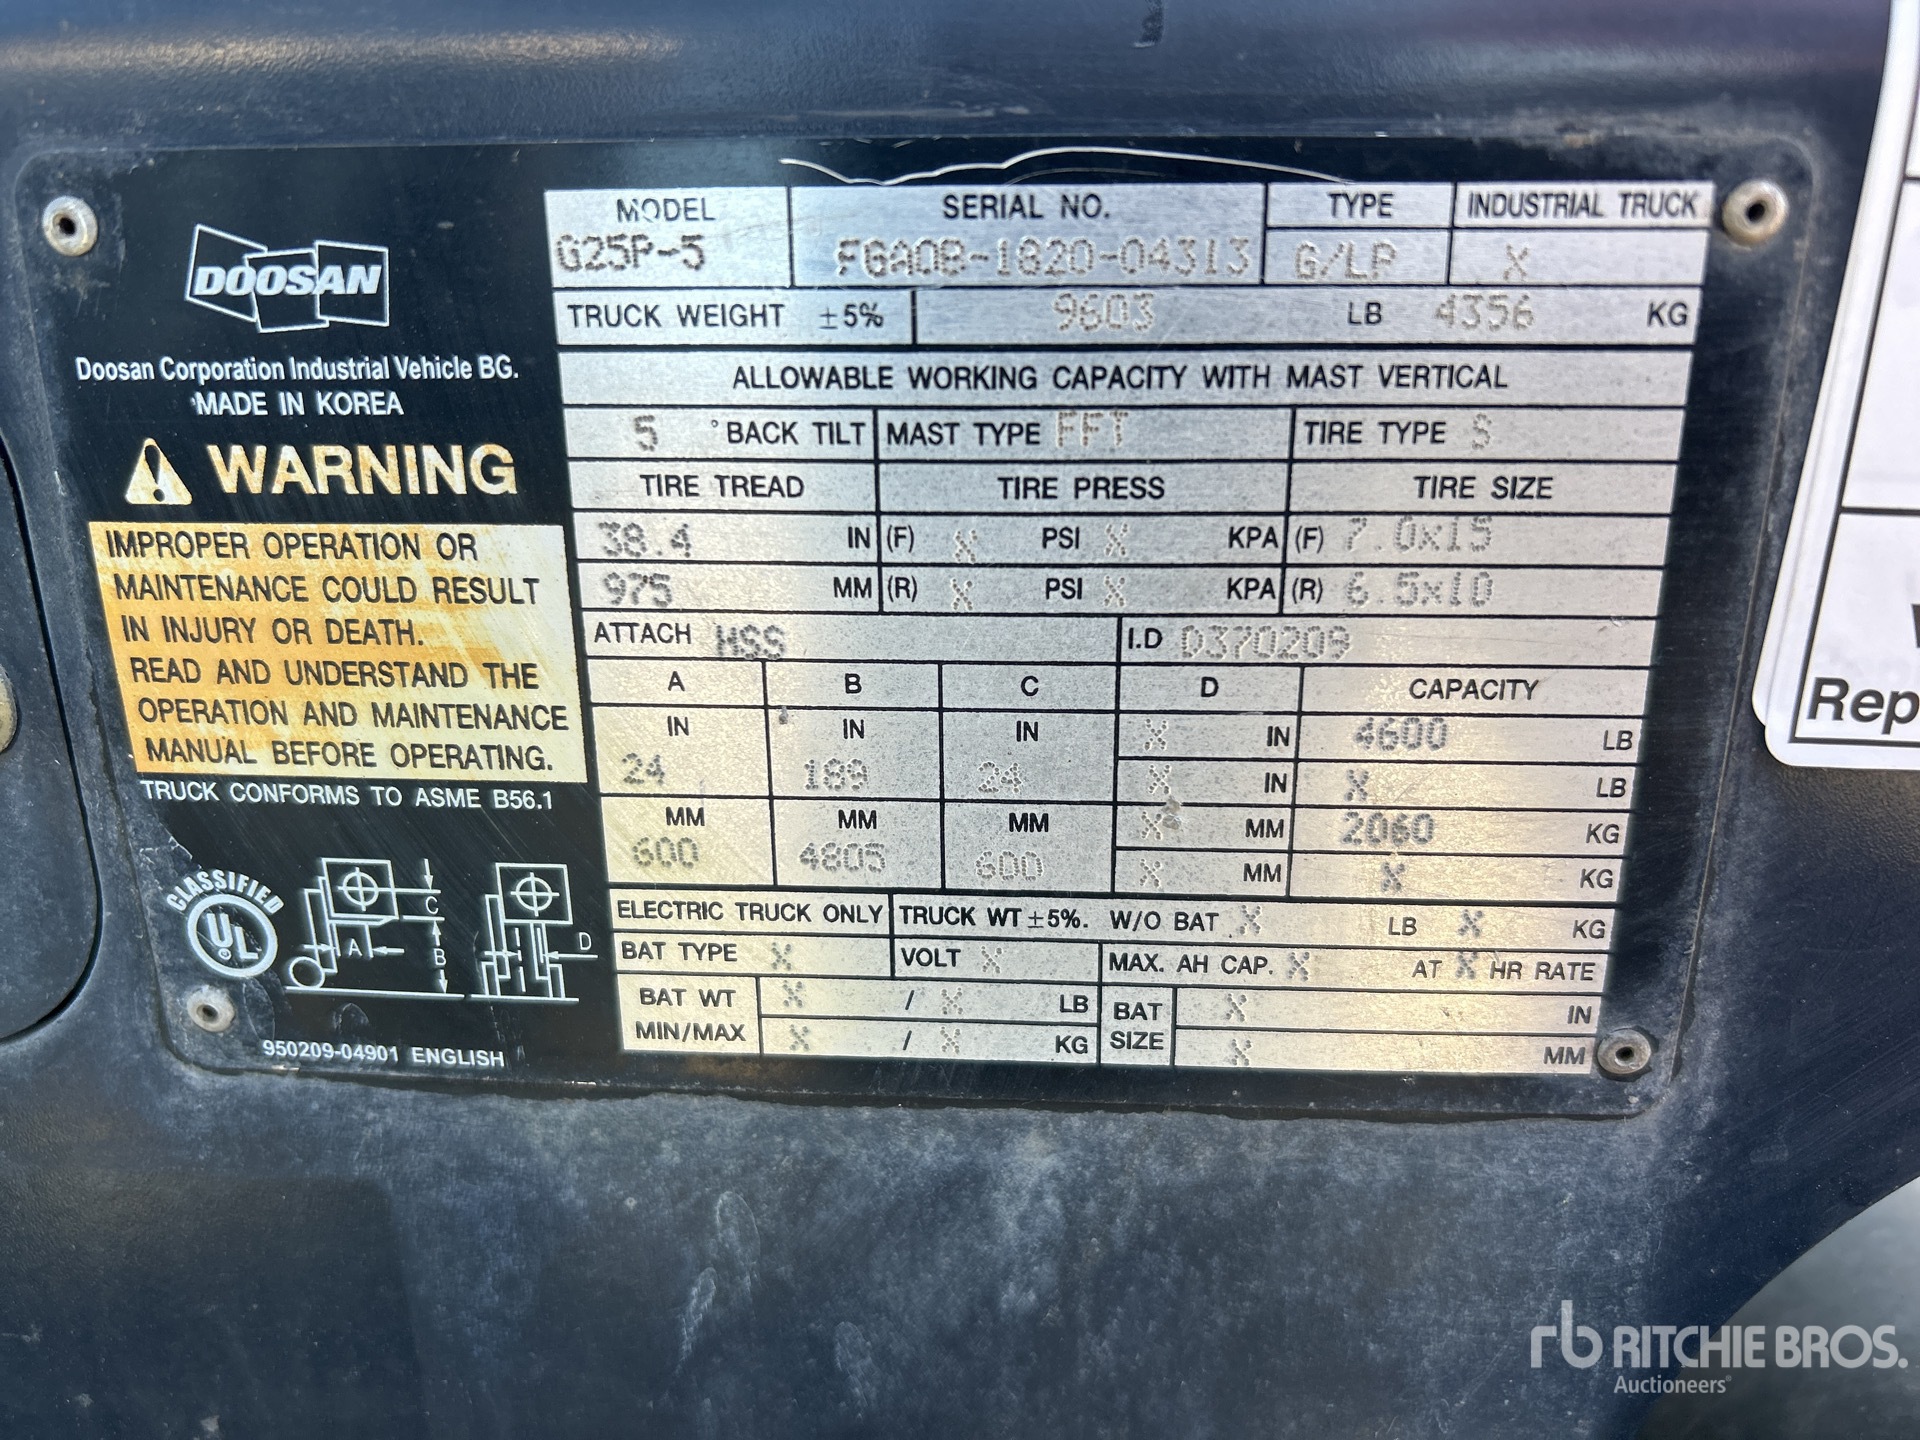 DOOSAN
Doosan Corporation Industrial Vehicle BG.
MADE IN KOREA
WARNING
IMPROPER OPERATION OR
MAINTENANCE COULD RESULT
IN INJURY OR DEATH.
READ AND UNDERSTAND THE
OPERATION AND MAINTENANCE
MANUAL BEFORE OPERATING.
TRUCK CONFORMS TO ASME B56.1
CLASSIFIED
UL
A B C D
950209-04901 ENGLISH
MODEL SERIAL NO. TYPE INDUSTRIAL TRUCK
G25P-5 FGA0B-1820-04313 G/LP X
TRUCK WEIGHT ±5% 9603 LB 4356 KG
ALLOWABLE WORKING CAPACITY WITH MAST VERTICAL
5 ° BACK TILT MAST TYPE FFT TIRE TYPE S
TIRE TREAD TIRE PRESS TIRE SIZE
38.4 IN (F) X PSI X KPA (F) 7.0x15
975 MM (R) X PSI X KPA (R) 6.5x10
ATTACH HSS I.D D370209
A B C D CAPACITY
IN IN IN X IN 4600 LB
24 189 24 X IN X LB
MM MM MM X MM 2060 KG
600 4805 600 X MM X KG
ELECTRIC TRUCK ONLY TRUCK WT ±5%. W/O BAT X LB X KG
BAT TYPE X VOLT X MAX. AH CAP. X AT X HR RATE
BAT WT MIN/MAX X / X LB BAT SIZE X IN
X / X KG X MM
Rep
rb RITCHIE BROS.
Auctioneers